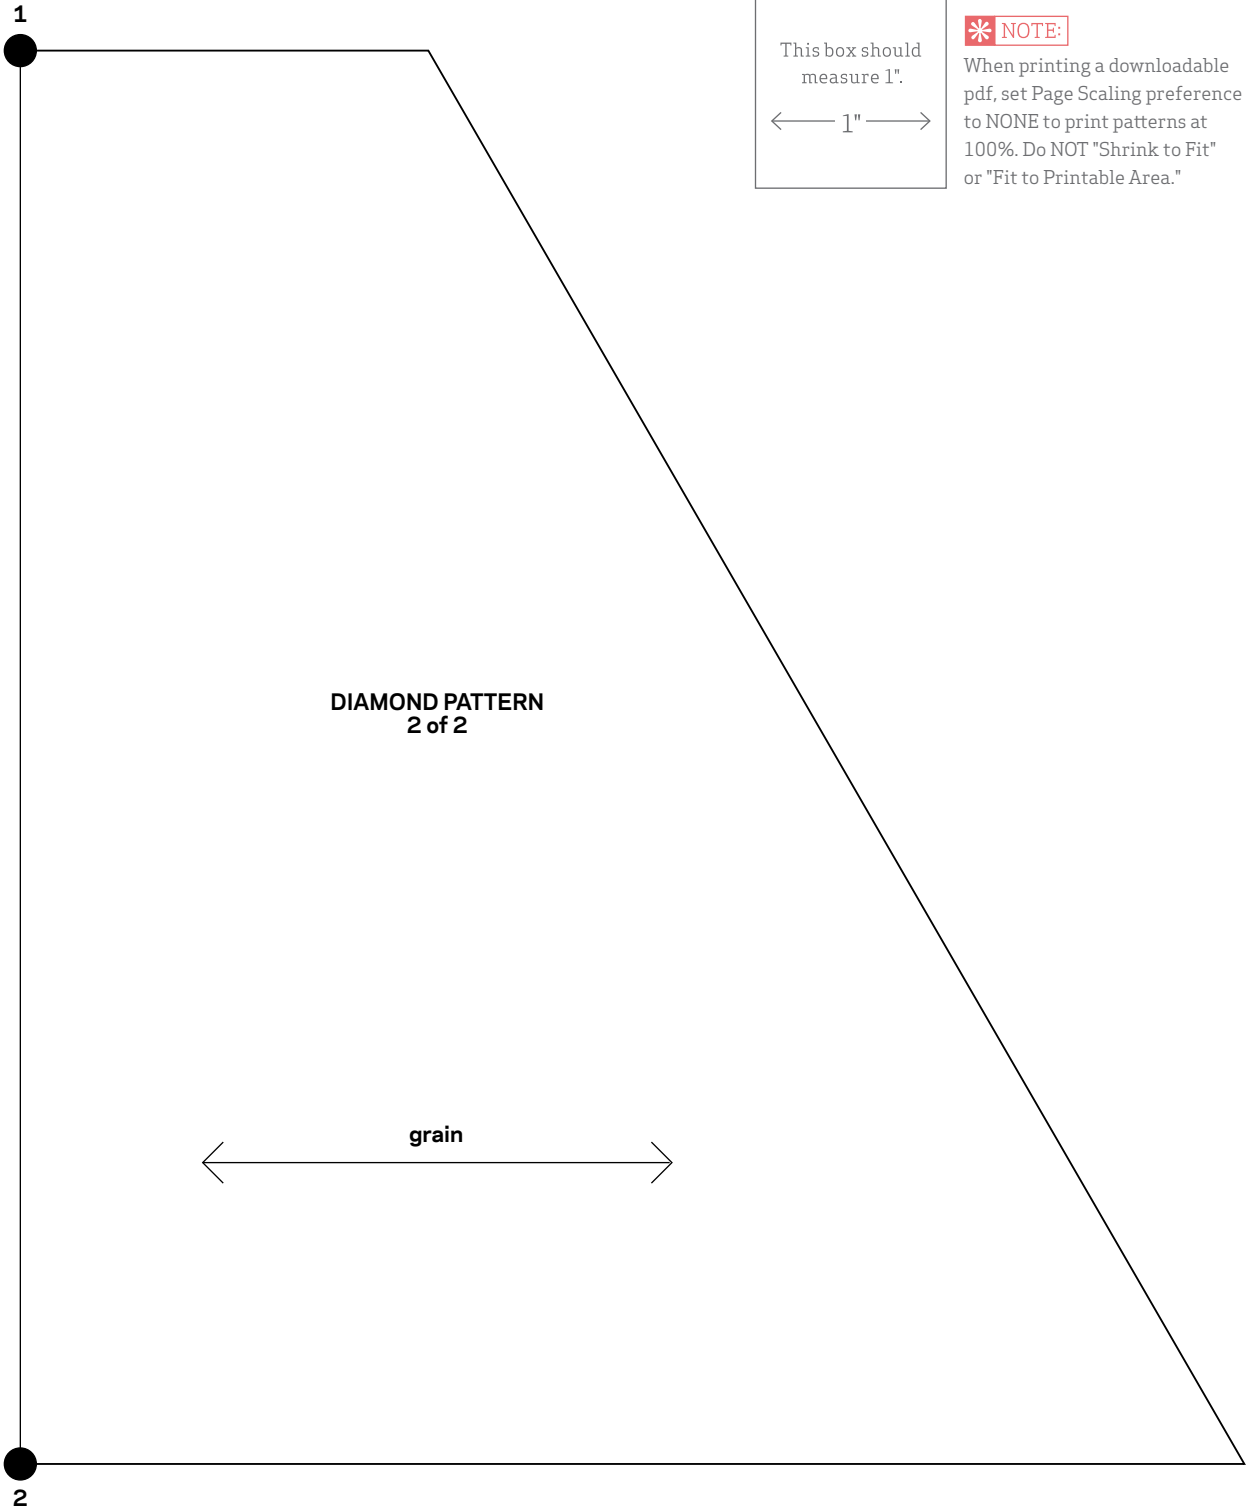 1
This box should
measure 1".
1"
NOTE:
When printing a downloadable
pdf, set Page Scaling preference
to NONE to print patterns at
100%. Do NOT "Shrink to Fit"
or "Fit to Printable Area."
DIAMOND PATTERN
2 of 2
grain
2